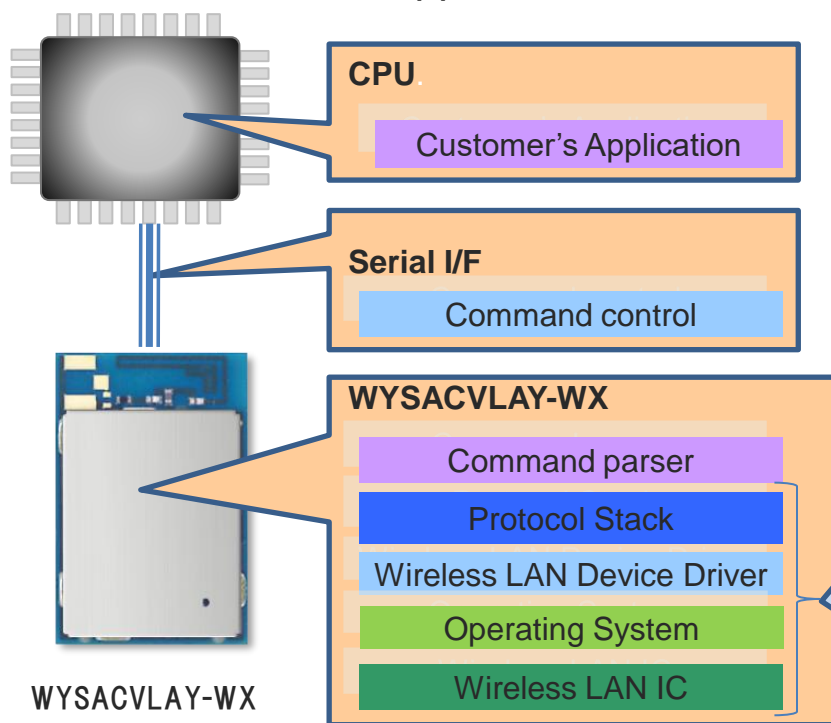 CPU.
Customer's Application
Serial I/F
Command control
WYSACVLAY-WX
Command parser
Protocol Stack
Wireless LAN Device Driver
Operating System
Wireless LAN IC
WYSACVLAY-WX